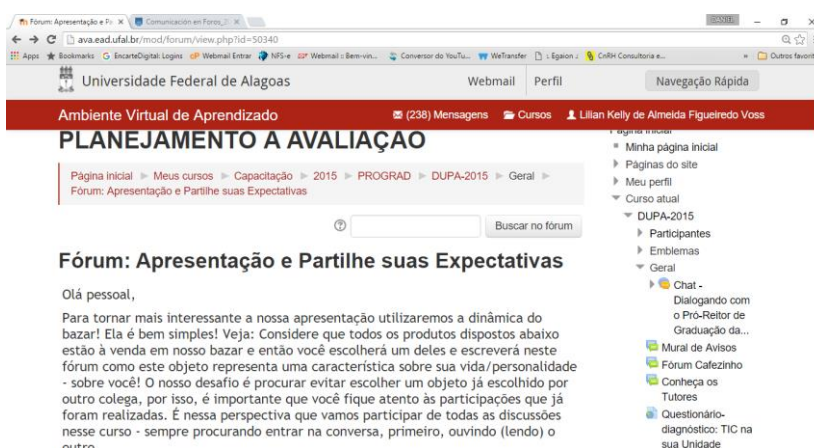 Fórum: Apresentação e Pa
Comunicación en Foros_2
ava.ead.ufal.br/mod/forum/view.php?id=50340
Apps Bookmarks EncarteDigital: Logins Webmail Entrar NFS-e Webmail :: Bem-vin... Conversor do YouTu... WeTransfer :: Egaion :: CnRH Consultoria e... » Outros favorit
Universidade Federal de Alagoas Webmail Perfil Navegação Rápida
Ambiente Virtual de Aprendizado (238) Mensagens Cursos Lilian Kelly de Almeida Figueiredo Voss
PLANEJAMENTO A AVALIAÇÃO
Página inicial Meus cursos Capacitação 2015 PROGRAD DUPA-2015 Geral
Fórum: Apresentação e Partilhe suas Expectativas
Buscar no fórum
Fórum: Apresentação e Partilhe suas Expectativas
Olá pessoal,
Para tornar mais interessante a nossa apresentação utilizaremos a dinâmica do
bazar! Ela é bem simples! Veja: Considere que todos os produtos dispostos abaixo
estão à venda em nosso bazar e então você escolherá um deles e escreverá neste
fórum como este objeto representa uma característica sobre sua vida/personalidade
- sobre você! O nosso desafio é procurar evitar escolher um objeto já escolhido por
outro colega, por isso, é importante que você fique atento às participações que já
foram realizadas. É nessa perspectiva que vamos participar de todas as discussões
nesse curso - sempre procurando entrar na conversa, primeiro, ouvindo (lendo) o
outro
Página inicial
Minha página inicial
Páginas do site
Meu perfil
Curso atual
DUPA-2015
Participantes
Emblemas
Geral
Chat -
Dialogando com
o Pró-Reitor de
Graduação da...
Mural de Avisos
Fórum Cafezinho
Conheça os
Tutores
Questionário-
diagnóstico: TIC na
sua Unidade